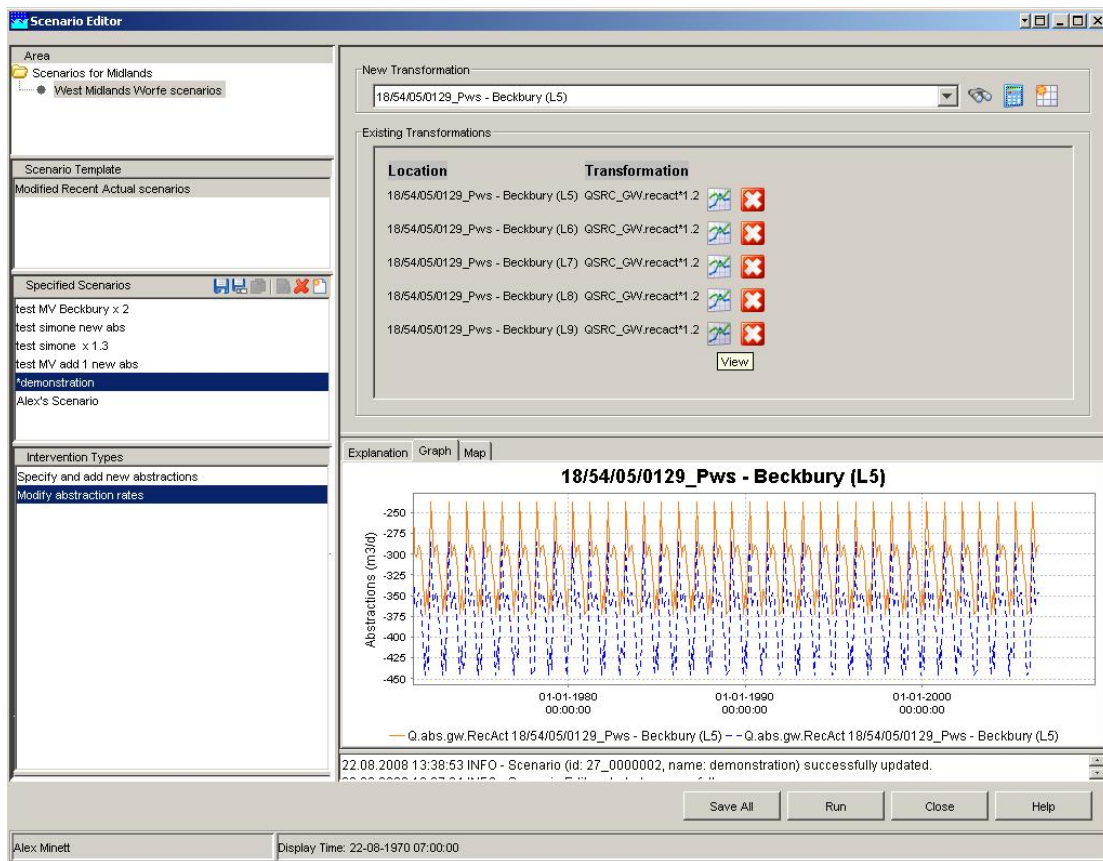 Scenario Editor
Area
Scenarios for Midlands
West Midlands Worfe scenarios
Scenario Template
Modified Recent Actual scenarios
Specified Scenarios
test MV Beckbury x 2
test simone new abs
test simone x 1.3
test MV add 1 new abs
*demonstration
Alex's Scenario
Intervention Types
Specify and add new abstractions
Modify abstraction rates
New Transformation
18/54/05/0129_Pws - Beckbury (L5)
Existing Transformations
Location Transformation
18/54/05/0129_Pws - Beckbury (L5) QSRC_GW.recact*1.2
18/54/05/0129_Pws - Beckbury (L6) QSRC_GW.recact*1.2
18/54/05/0129_Pws - Beckbury (L7) QSRC_GW.recact*1.2
18/54/05/0129_Pws - Beckbury (L8) QSRC_GW.recact*1.2
18/54/05/0129_Pws - Beckbury (L9) QSRC_GW.recact*1.2
View
Explanation Graph Map
18/54/05/0129_Pws - Beckbury (L5)
Abstractions (m3/d)
-250
-275
-300
-325
-350
-375
-400
-425
-450
01-01-1980 01-01-1990 01-01-2000
00:00:00 00:00:00 00:00:00
Q.abs.gw.RecAct 18/54/05/0129_Pws - Beckbury (L5) Q.abs.gw.RecAct 18/54/05/0129_Pws - Beckbury (L5)
22.08.2008 13:38:53 INFO - Scenario (id: 27_0000002, name: demonstration) successfully updated.
Save All Run Close Help
Alex Minett Display Time: 22-08-1970 07:00:00